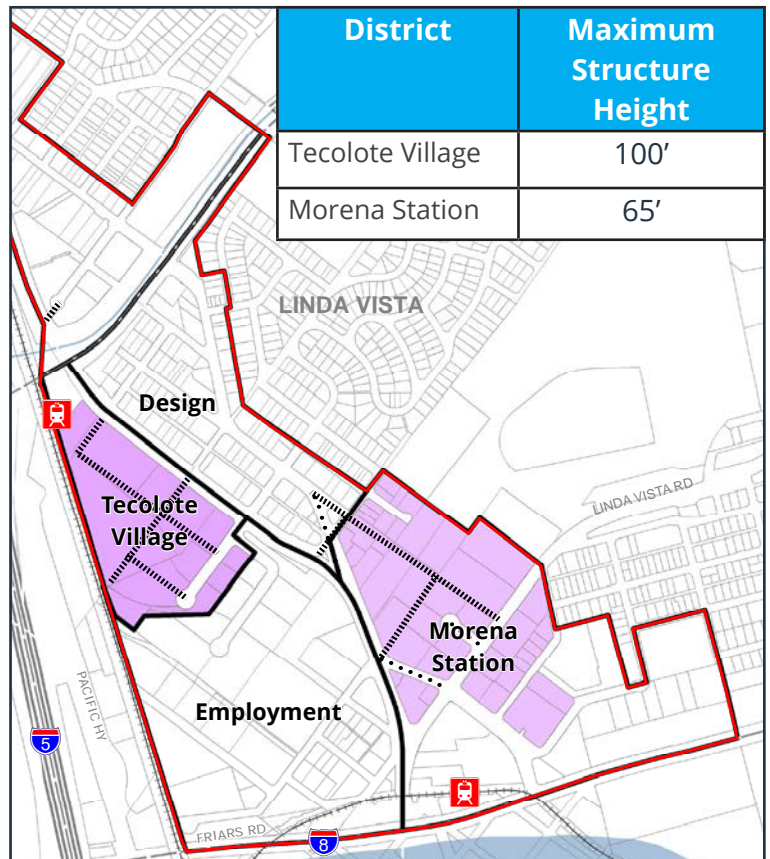 District
Maximum
Structure
Height
Tecolote Village
100’
Morena Station
65’
LINDA VISTA
Design
LINDA VISTA RD
Tecolote
Village
Morena
Station
PACIFIC HY
Employment
5
FRIARS RD
8